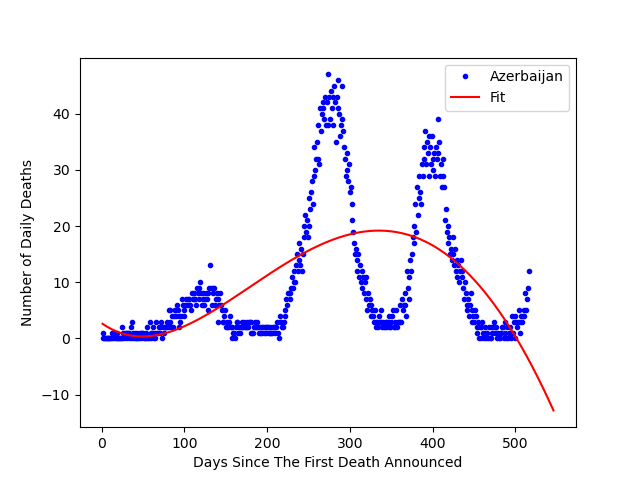 Azerbaijan
Fit
Number of Daily Deaths
40
30
20
10
0
−10
0 100 200 300 400 500
Days Since The First Death Announced